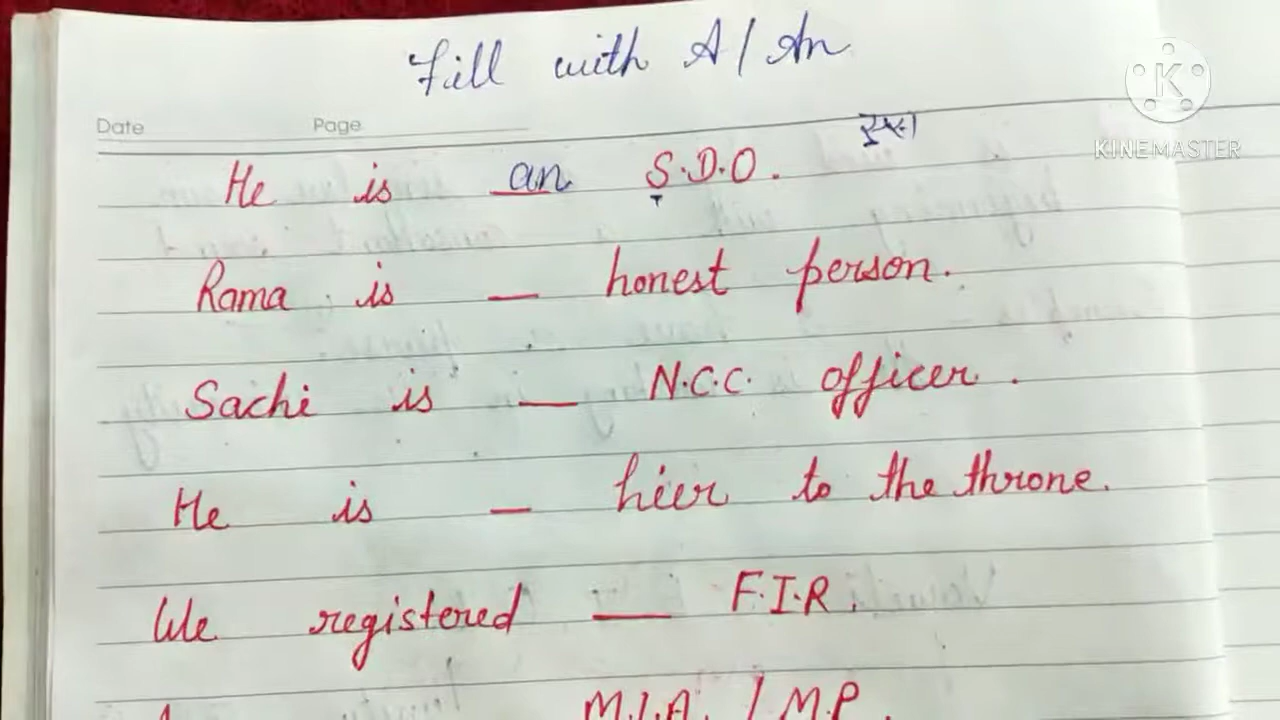 Fill with A/An
Date Page
He is an S.D.O.
Rama is __ honest person.
Sachi is __ N.C.C. officer.
He is __ hier to the throne.
We registered __ F.I.R.
M.L.A. / M.P.
KINEMASTER